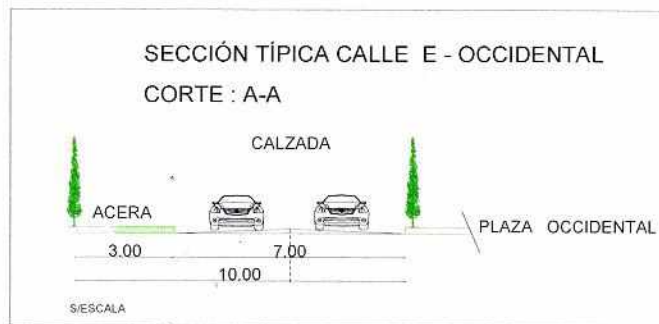 SECCIÓN TÍPICA CALLE E - OCCIDENTAL
CORTE : A-A
CALZADA
ACERA
PLAZA OCCIDENTAL
3.00 7.00
10.00
S/ESCALA